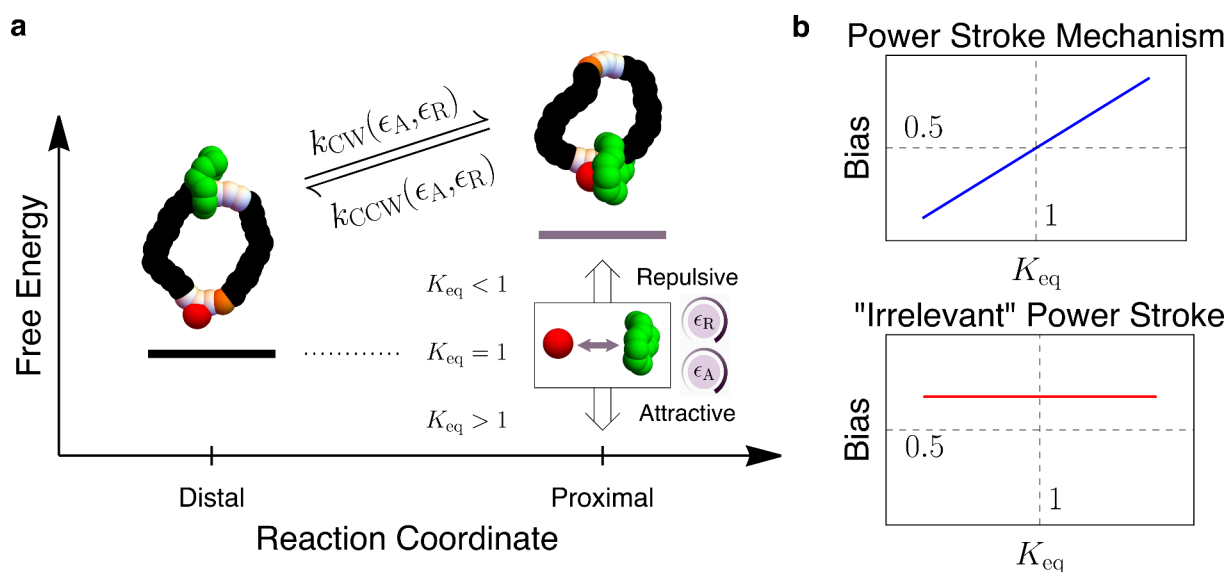 a
Free Energy
k_CW(ϵ_A,ϵ_R)
k_CCW(ϵ_A,ϵ_R)
K_eq < 1
K_eq = 1
K_eq > 1
Repulsive
ϵ_R
ϵ_A
Attractive
Distal
Proximal
Reaction Coordinate
b
Power Stroke Mechanism
Bias
0.5
1
K_eq
"Irrelevant" Power Stroke
Bias
0.5
1
K_eq